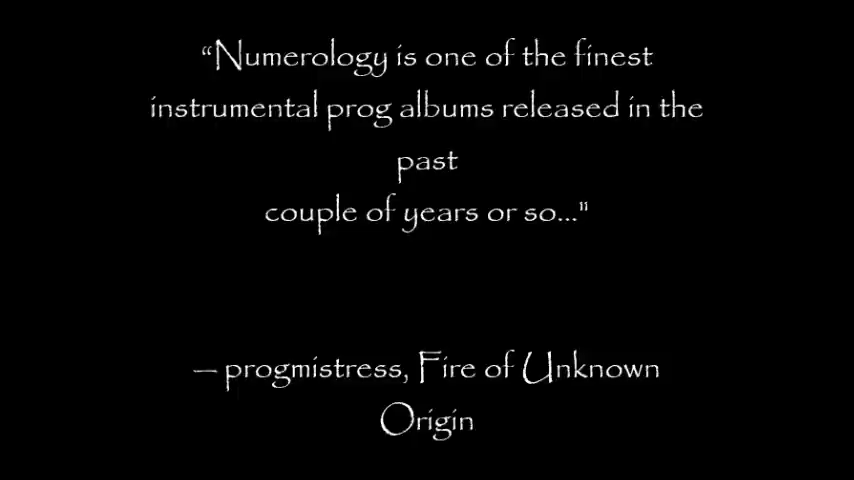 “Numerology is one of the finest
instrumental prog albums released in the
past
couple of years or so..."
— progmistress, Fire of Unknown
Origin